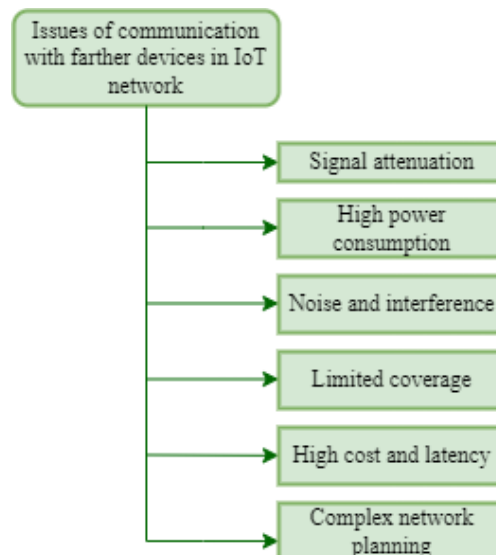 Issues of communication
with farther devices in IoT
network
Signal attenuation
High power
consumption
Noise and interference
Limited coverage
High cost and latency
Complex network
planning